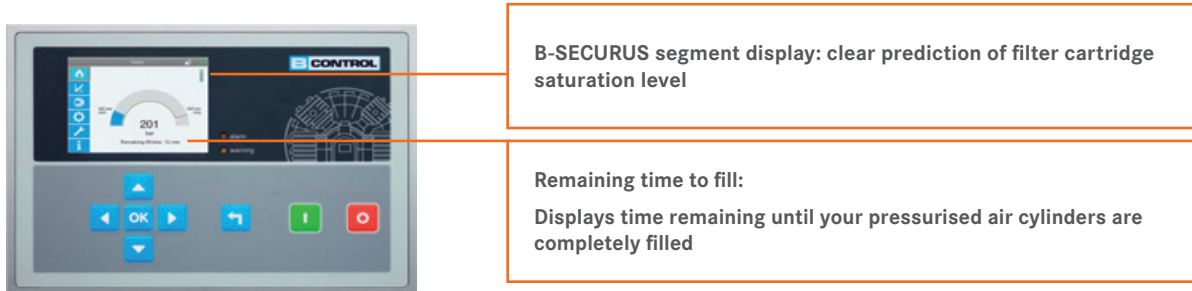 B CONTROL
201
bar
alarm
warning
OK
i
I
O
B-SECURUS segment display: clear prediction of filter cartridge
saturation level
Remaining time to fill:
Displays time remaining until your pressurised air cylinders are
completely filled